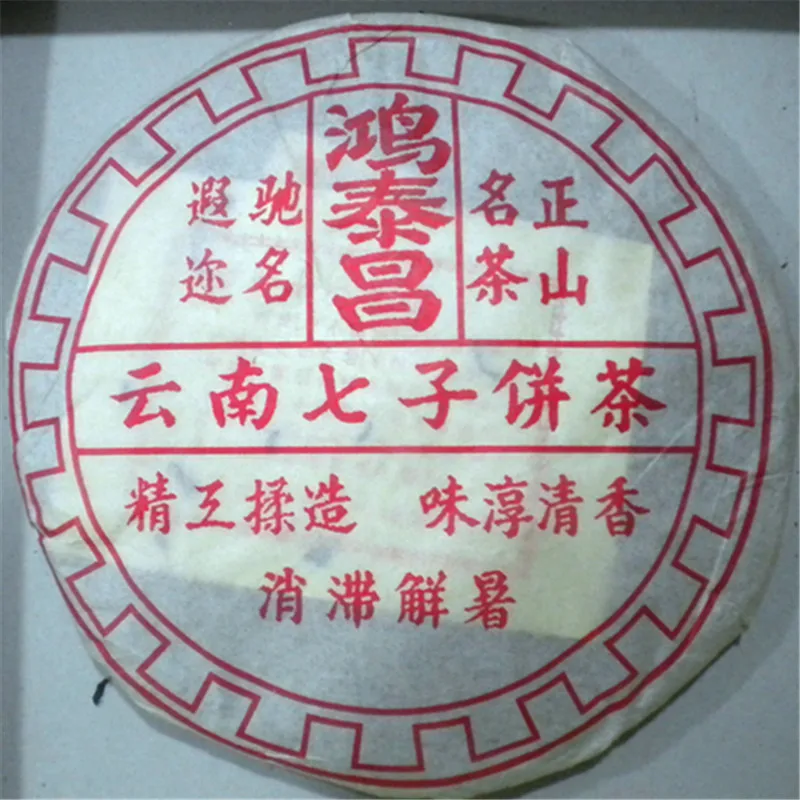 鸿泰昌
正山
名茶
驰名
遐迩
云南七子饼茶
精工揉造 味淳清香
消滞觧暑